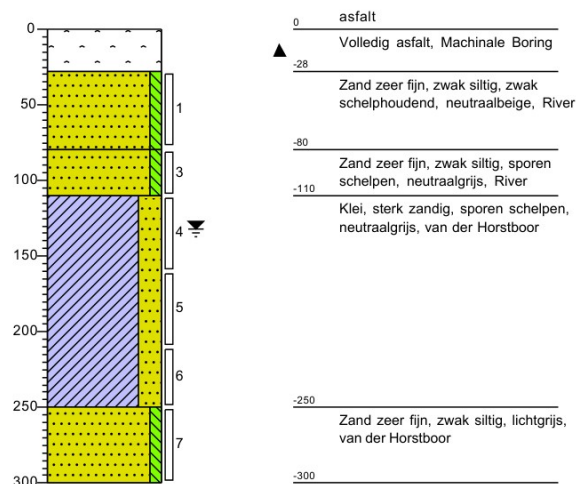 0
50
100
150
200
250
300
1
3
4
5
6
7
asfalt
0
Volledig asfalt, Machinale Boring
-28
Zand zeer fijn, zwak siltig, zwak
schelphoudend, neutraalbeige, River
-80
Zand zeer fijn, zwak siltig, sporen
schelpen, neutraalgrijs, River
-110
Klei, sterk zandig, sporen schelpen,
neutraalgrijs, van der Horstboor
-250
Zand zeer fijn, zwak siltig, lichtgrijs,
van der Horstboor
-300